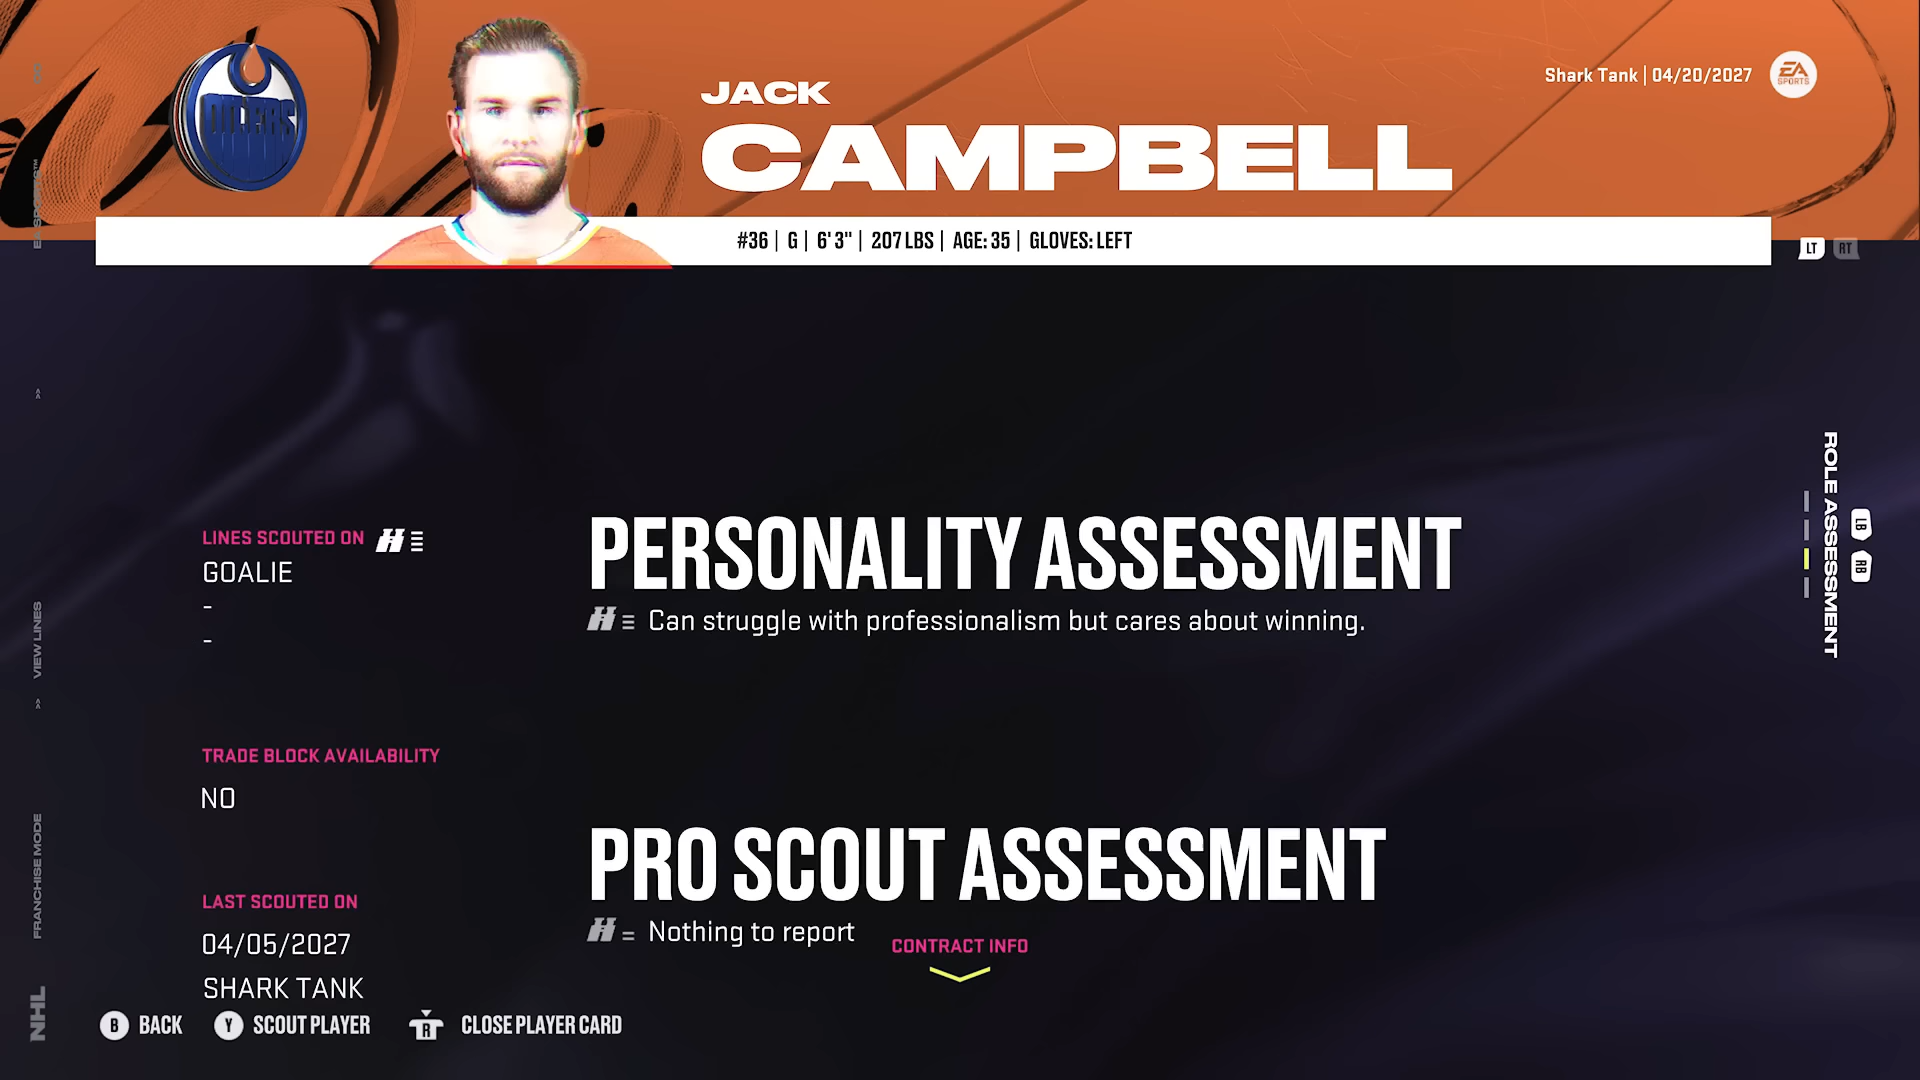 OILERS
JACK
CAMPBELL
Shark Tank | 04/20/2027
EA
SPORTS
#36 | G | 6' 3" | 207 LBS | AGE: 35 | GLOVES: LEFT
LT RT
LINES SCOUTED ON
GOALIE
-
-
PERSONALITY ASSESSMENT
Can struggle with professionalism but cares about winning.
TRADE BLOCK AVAILABILITY
NO
PRO SCOUT ASSESSMENT
Nothing to report
LAST SCOUTED ON
04/05/2027
SHARK TANK
CONTRACT INFO
B BACK Y SCOUT PLAYER R CLOSE PLAYER CARD
ROLE ASSESSMENT
LB RB
VIEW LINES
FRANCHISE MODE
NHL